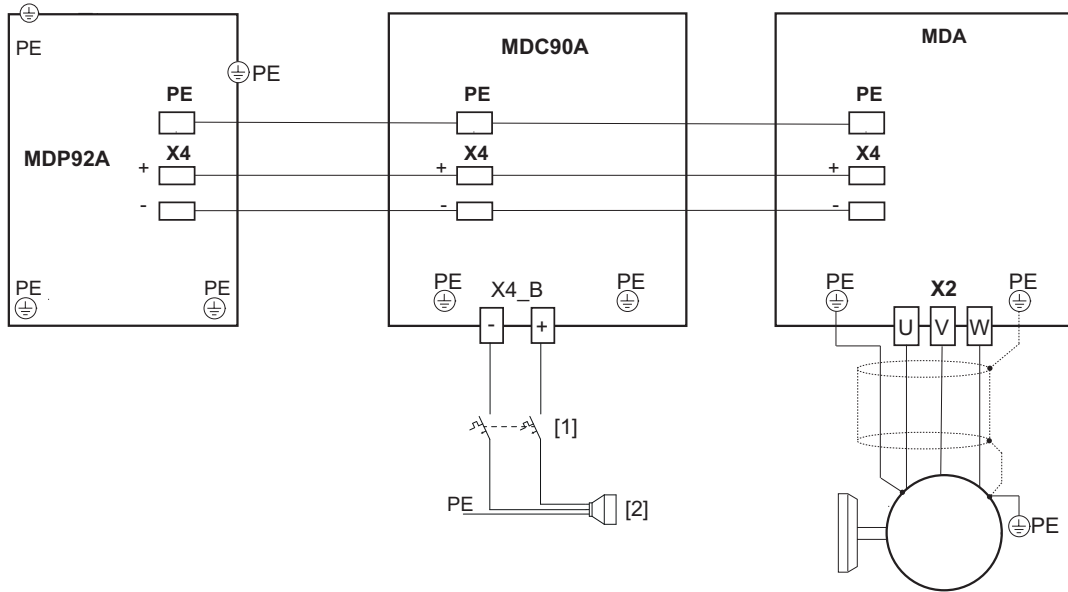 PE
MDP92A
PE
PE
+ X4
-
PE
PE
MDC90A
PE
+ X4
-
PE
PE
X4_B
- +
[1]
PE
[2]
MDA
PE
+ X4
-
PE
X2
PE
U V W
PE